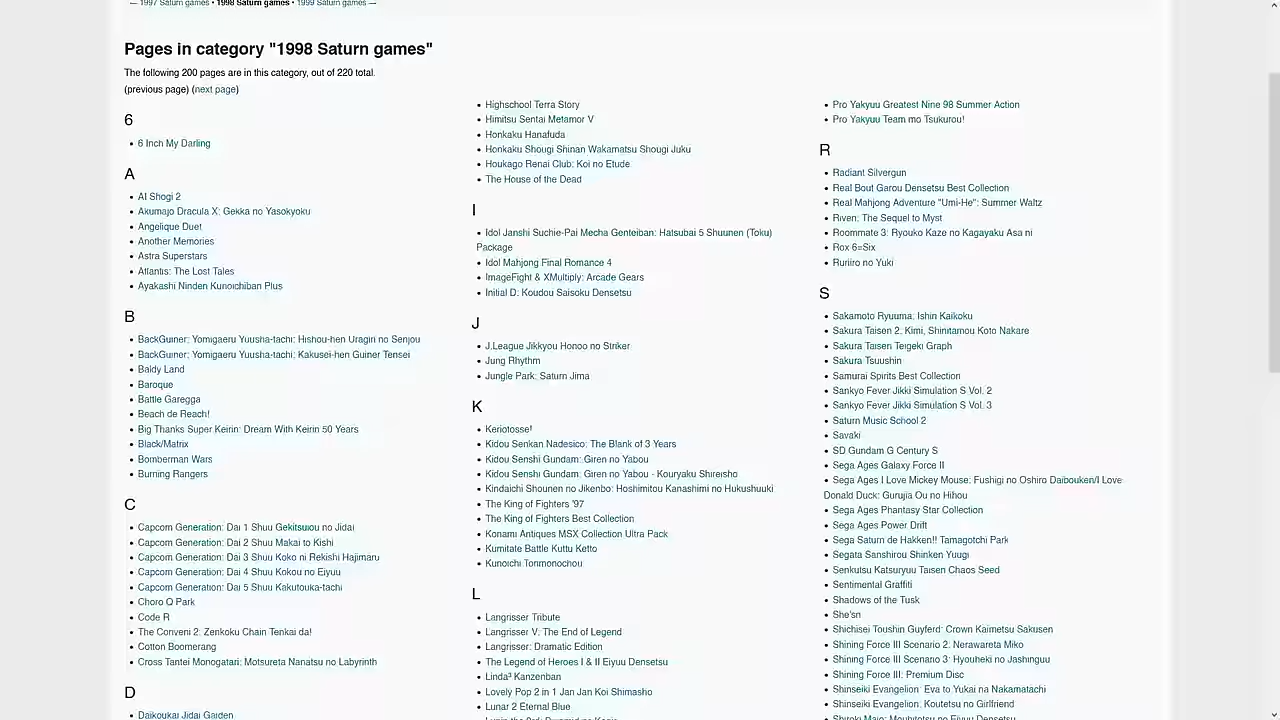 — 1997 Saturn games • 1998 Saturn games • 1999 Saturn games —
Pages in category "1998 Saturn games"
The following 200 pages are in this category, out of 220 total.
(previous page) (next page)
6
• 6 Inch My Darling
A
• AI Shogi 2
• Akumajo Dracula X: Gekka no Yasokyoku
• Angelique Duet
• Another Memories
• Astra Superstars
• Atlantis: The Lost Tales
• Ayakashi Ninden Kunoichiban Plus
B
• BackGuiner: Yomigaeru Yuusha-tachi: Hishou-hen Uragiri no Senjou
• BackGuiner: Yomigaeru Yuusha-tachi: Kakusei-hen Guiner Tensei
• Baldy Land
• Baroque
• Battle Garegga
• Beach de Reach!
• Big Thanks Super Keirin: Dream With Keirin 50 Years
• Black/Matrix
• Bomberman Wars
• Burning Rangers
C
• Capcom Generation: Dai 1 Shuu Gekitsuiou no Jidai
• Capcom Generation: Dai 2 Shuu Makai to Kishi
• Capcom Generation: Dai 3 Shuu Koko ni Rekishi Hajimaru
• Capcom Generation: Dai 4 Shuu Kokou no Eiyuu
• Capcom Generation: Dai 5 Shuu Kakutouka-tachi
• Choro Q Park
• Code R
• The Conveni 2: Zenkoku Chain Tenkai da!
• Cotton Boomerang
• Cross Tantei Monogatari: Motsureta Nanatsu no Labyrinth
D
• Daikoukai Jidai Gaiden
• Highschool Terra Story
• Himitsu Sentai Metamor V
• Honkaku Hanafuda
• Honkaku Shougi Shinan Wakamatsu Shougi Juku
• Houkago Renai Club: Koi no Etude
• The House of the Dead
I
• Idol Janshi Suchie-Pai Mecha Genteiban: Hatsubai 5 Shuunen (Toku)
Package
• Idol Mahjong Final Romance 4
• ImageFight & XMultiply: Arcade Gears
• Initial D: Koudou Saisoku Densetsu
J
• J.League Jikkyou Honoo no Striker
• Jung Rhythm
• Jungle Park: Saturn Jima
K
• Keriotosse!
• Kidou Senkan Nadesico: The Blank of 3 Years
• Kidou Senshi Gundam: Giren no Yabou
• Kidou Senshi Gundam: Giren no Yabou - Kouryaku Shireisho
• Kindaichi Shounen no Jikenbo: Hoshimitou Kanashimi no Hukushuuki
• The King of Fighters '97
• The King of Fighters Best Collection
• Konami Antiques MSX Collection Ultra Pack
• Kumitate Battle Kuttu Ketto
• Kunoichi Torimonochou
L
• Langrisser Tribute
• Langrisser V: The End of Legend
• Langrisser: Dramatic Edition
• The Legend of Heroes I & II Eiyuu Densetsu
• Linda³ Kanzenban
• Lovely Pop 2 in 1 Jan Jan Koi Shimasho
• Lunar 2 Eternal Blue
• Pro Yakyuu Greatest Nine 98 Summer Action
• Pro Yakyuu Team mo Tsukurou!
R
• Radiant Silvergun
• Real Bout Garou Densetsu Best Collection
• Real Mahjong Adventure "Umi-He": Summer Waltz
• Riven: The Sequel to Myst
• Roommate 3: Ryouko Kaze no Kagayaku Asa ni
• Rox 6=Six
• Ruriiro no Yuki
S
• Sakamoto Ryuuma: Ishin Kaikoku
• Sakura Taisen 2: Kimi, Shinitamou Koto Nakare
• Sakura Taisen Teigeki Graph
• Sakura Tsuushin
• Samurai Spirits Best Collection
• Sankyo Fever Jikki Simulation S Vol. 2
• Sankyo Fever Jikki Simulation S Vol. 3
• Saturn Music School 2
• Savaki
• SD Gundam G Century S
• Sega Ages Galaxy Force II
• Sega Ages I Love Mickey Mouse: Fushigi no Oshiro Daibouken/I Love
Donald Duck: Gurujia Ou no Hihou
• Sega Ages Phantasy Star Collection
• Sega Ages Power Drift
• Sega Saturn de Hakken!! Tamagotchi Park
• Segata Sanshirou Shinken Yuugi
• Senkutsu Katsuryuu Taisen Chaos Seed
• Sentimental Graffiti
• Shadows of the Tusk
• She'sn
• Shichisei Toushin Guyferd: Crown Kaimetsu Sakusen
• Shining Force III Scenario 2: Nerawareta Miko
• Shining Force III Scenario 3: Hyouheki no Jashinguu
• Shining Force III: Premium Disc
• Shinseiki Evangelion: Eva to Yukai na Nakamatachi
• Shinseiki Evangelion: Koutetsu no Girlfriend